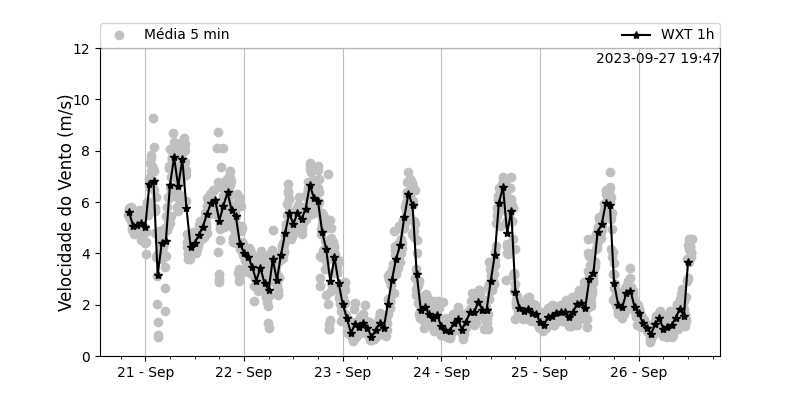 Média 5 min
WXT 1h
2023-09-27 19:47
Velocidade do Vento (m/s)
12
10
8
6
4
2
0
21 - Sep
22 - Sep
23 - Sep
24 - Sep
25 - Sep
26 - Sep